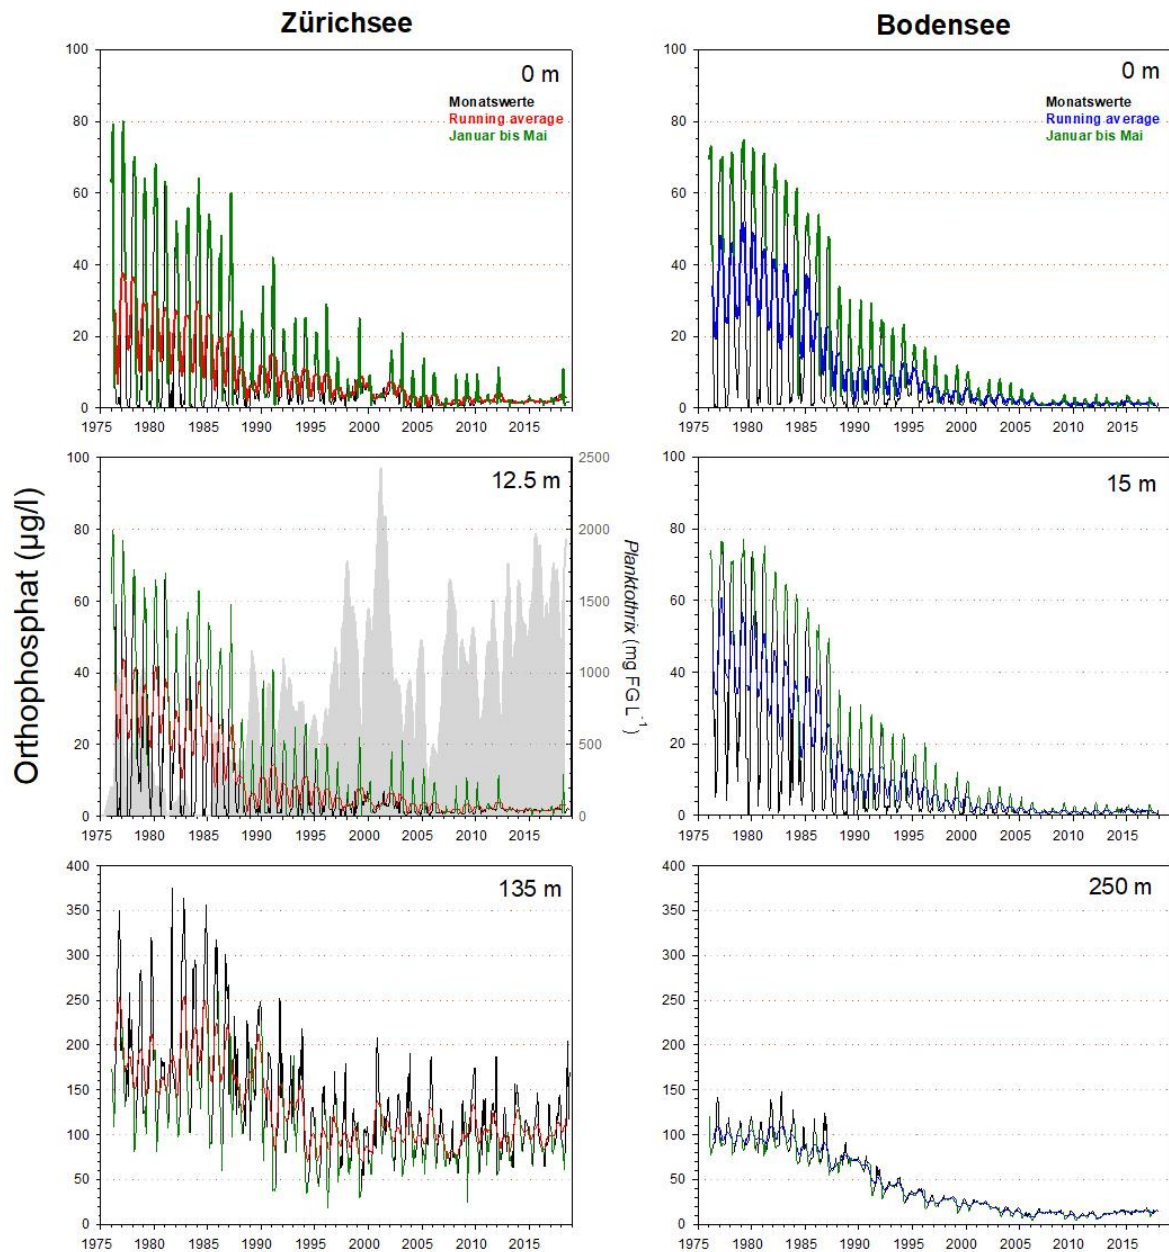 Zürichsee
Bodensee
0 m
Monatswerte
Running average
Januar bis Mai
100
80
60
40
20
0
1975 1980 1985 1990 1995 2000 2005 2010 2015
0 m
Monatswerte
Running average
Januar bis Mai
100
80
60
40
20
0
1975 1980 1985 1990 1995 2000 2005 2010 2015
Orthophosphat (µg/l)
12.5 m
100
80
60
40
20
0
2500
2000
1500
1000
500
0
Planktothrix (mg FG L⁻¹)
1975 1980 1985 1990 1995 2000 2005 2010 2015
15 m
100
80
60
40
20
0
1975 1980 1985 1990 1995 2000 2005 2010 2015
135 m
400
350
300
250
200
150
100
50
0
1975 1980 1985 1990 1995 2000 2005 2010 2015
250 m
400
350
300
250
200
150
100
50
0
1975 1980 1985 1990 1995 2000 2005 2010 2015